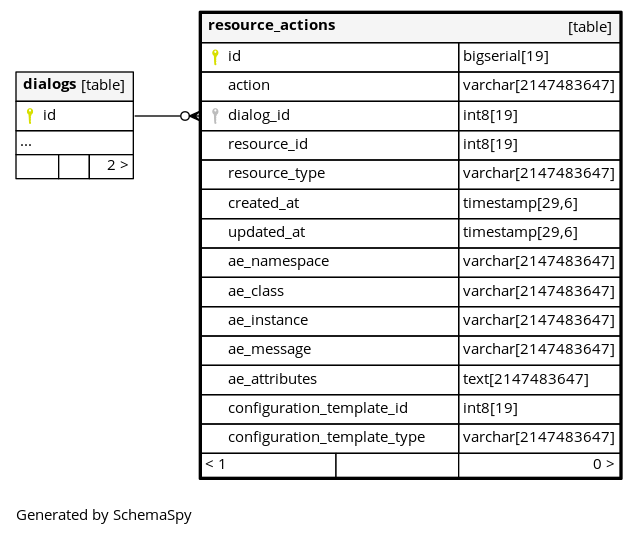 resource_actions [table]
id bigserial[19]
action varchar[2147483647]
dialog_id int8[19]
resource_id int8[19]
resource_type varchar[2147483647]
created_at timestamp[29,6]
updated_at timestamp[29,6]
ae_namespace varchar[2147483647]
ae_class varchar[2147483647]
ae_instance varchar[2147483647]
ae_message varchar[2147483647]
ae_attributes text[2147483647]
configuration_template_id int8[19]
configuration_template_type varchar[2147483647]
< 1 0 >
dialogs [table]
id
...
2 >
Generated by SchemaSpy